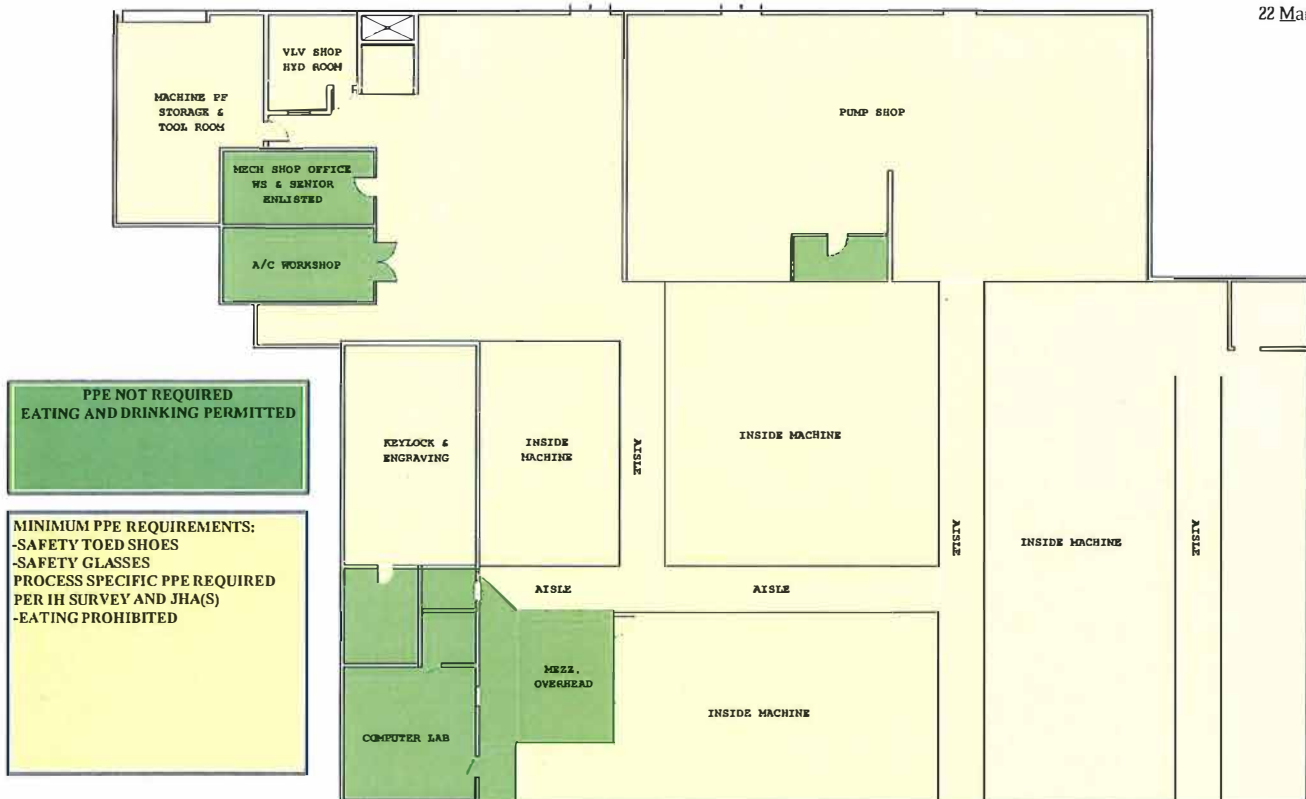 22 Mar
VLV SHOP
HYD ROOM
MACHINE PF
STORAGE &
TOOL ROOM
PUMP SHOP
MECH SHOP OFFICE
WS & SENIOR
ENLISTED
A/C WORKSHOP
PPE NOT REQUIRED
EATING AND DRINKING PERMITTED
KEYLOCK &
ENGRAVING
INSIDE
MACHINE
AISLE
INSIDE MACHINE
AISLE
INSIDE MACHINE
AISLE
MINIMUM PPE REQUIREMENTS:
-SAFETY TOED SHOES
-SAFETY GLASSES
PROCESS SPECIFIC PPE REQUIRED
PER IH SURVEY AND JHA(S)
-EATING PROHIBITED
AISLE
AISLE
MEZZ.
OVERHEAD
COMPUTER LAB
INSIDE MACHINE